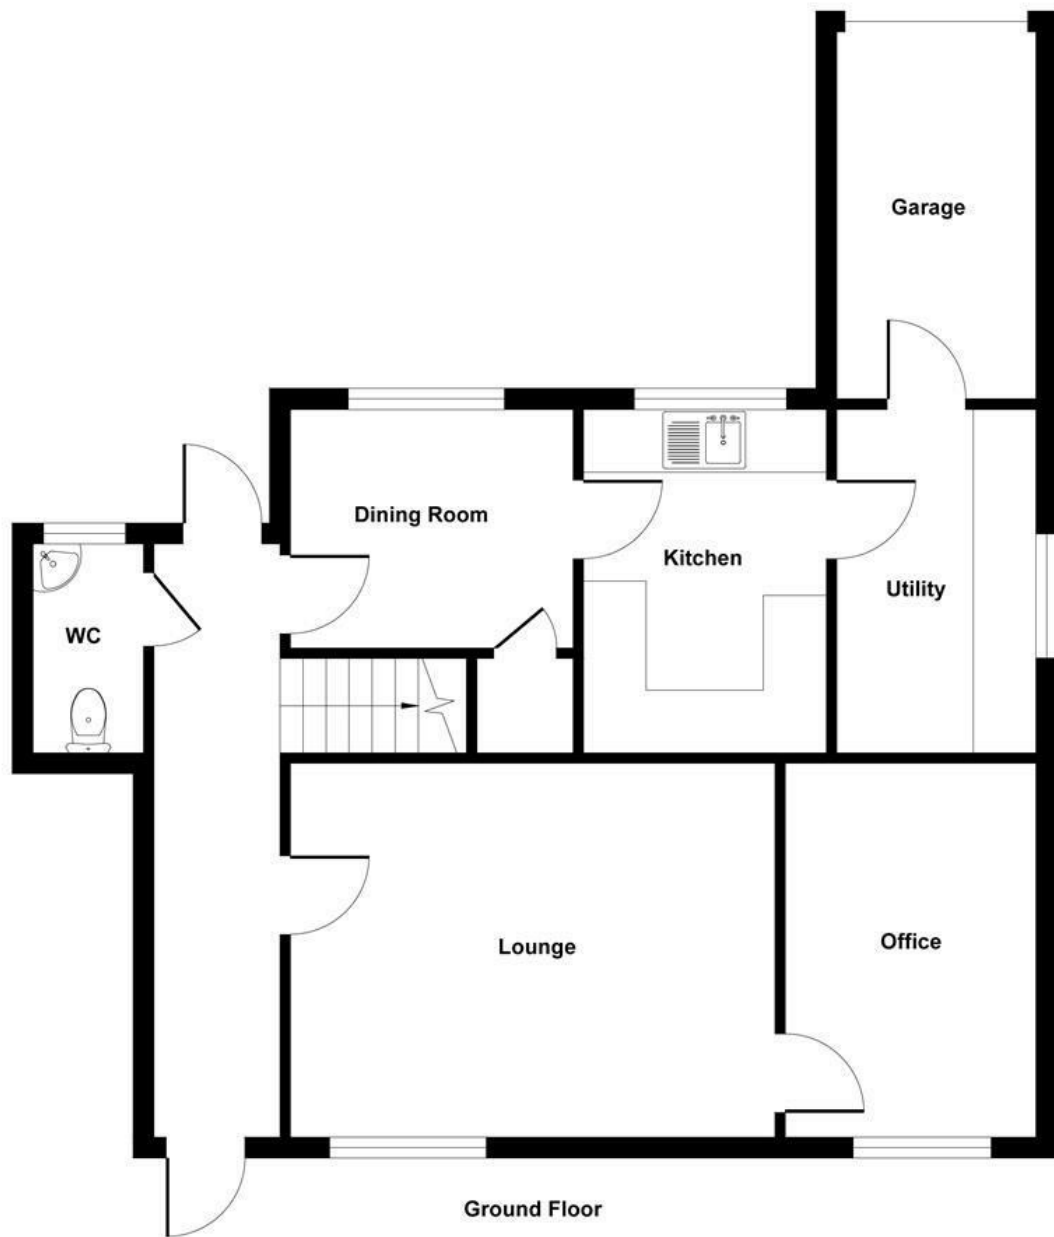 Garage
Dining Room
Kitchen
Utility
WC
Lounge
Office
Ground Floor